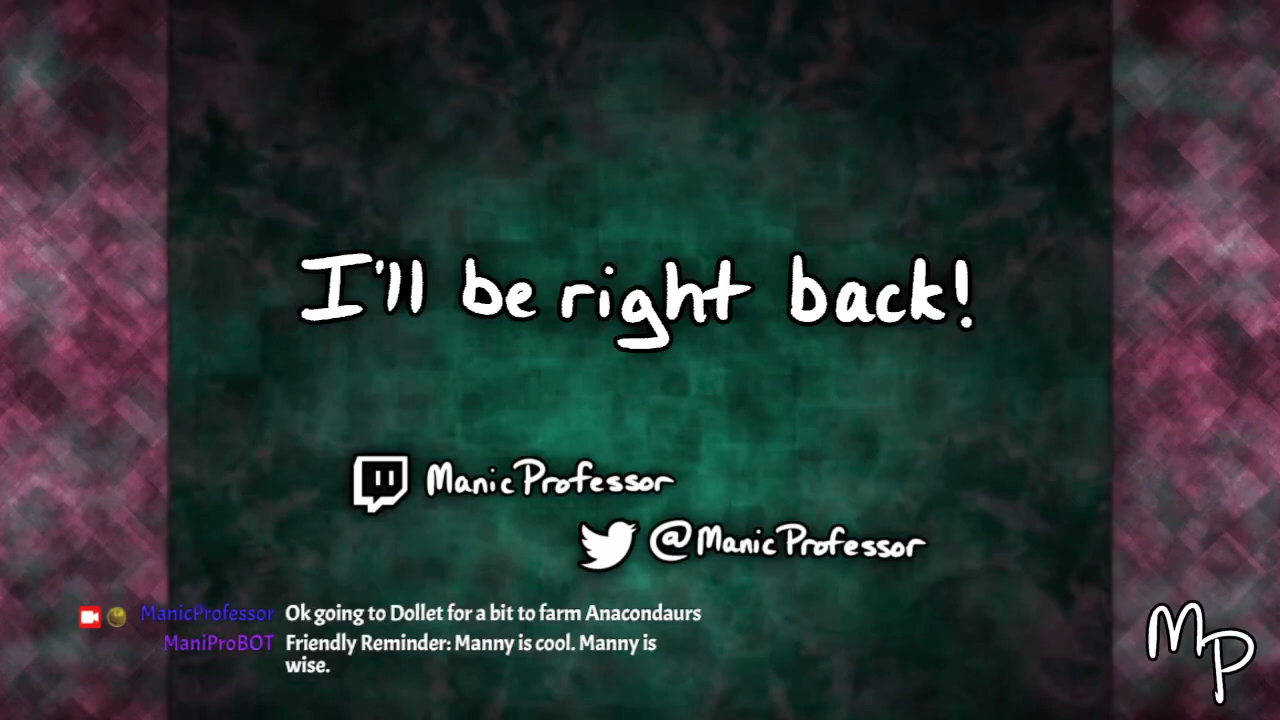 I'll be right back!
ManicProfessor
@ManicProfessor
ManicProfessor Ok going to Dollet for a bit to farm Anacondaurs
ManiProBOT Friendly Reminder: Manny is cool. Manny is
wise.
MP